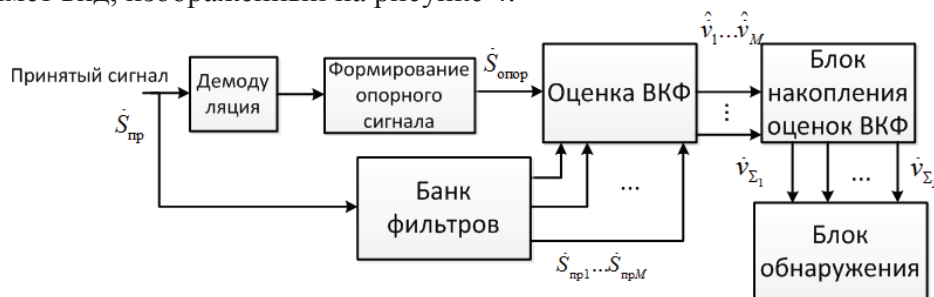 Принятый сигнал
Ṡпр
Демоду
ляция
Формирование
опорного
сигнала
Ṡопор
Оценка ВКФ
v̂̇1...v̂̇M
⋮
Блок
накопления
оценок ВКФ
Банк
фильтров
...
Ṡпр1...ṠпрM
v̇Σ1
...
v̇Σ
Блок
обнаружения